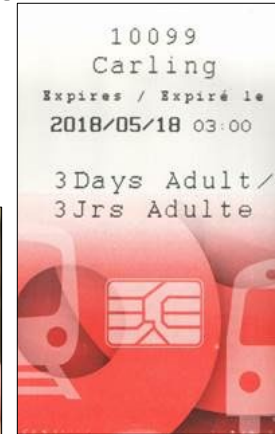 10099
Carling
Expires / Expiré le
2018/05/18 03:00
3Days Adult/
3Jrs Adulte